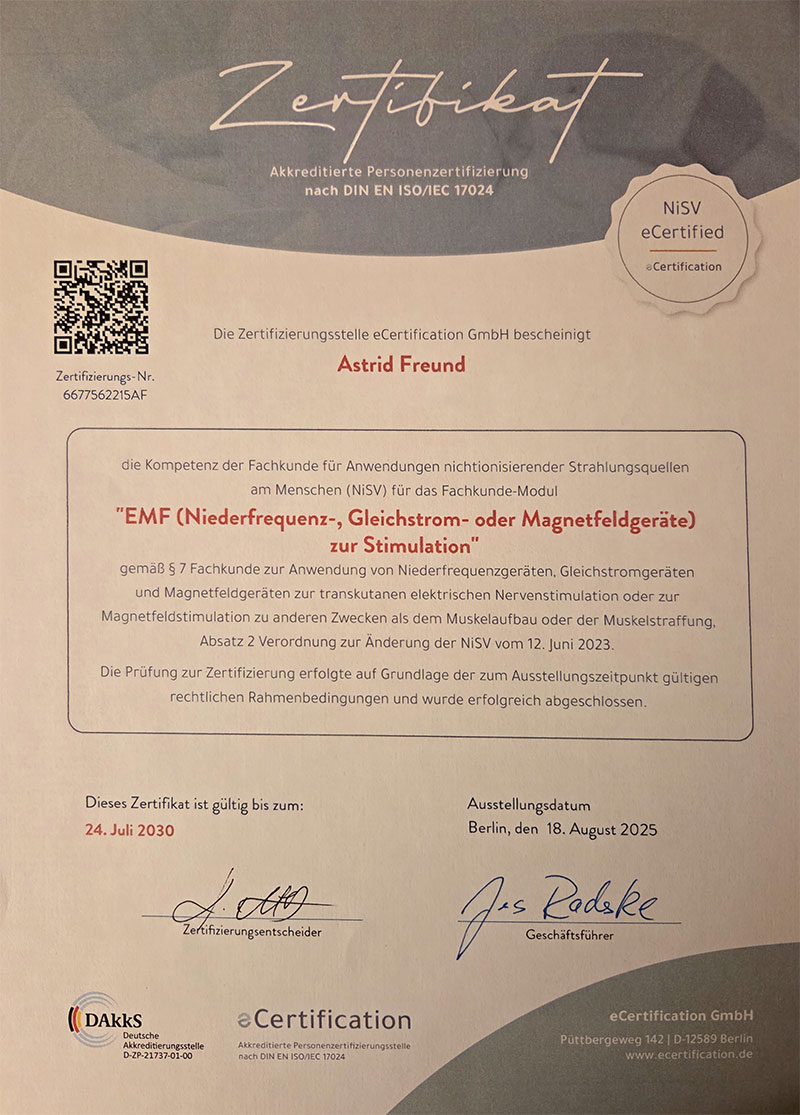 Zertifikat
Akkreditierte Personenzertifizierung
nach DIN EN ISO/IEC 17024
NiSV
eCertified
eCertification
Zertifizierungs-Nr.
6677562215AF
Die Zertifizierungsstelle eCertification GmbH bescheinigt
Astrid Freund
die Kompetenz der Fachkunde für Anwendungen nichtionisierender Strahlungsquellen
am Menschen (NiSV) für das Fachkunde-Modul
"EMF (Niederfrequenz-, Gleichstrom- oder Magnetfeldgeräte)
zur Stimulation"
gemäß § 7 Fachkunde zur Anwendung von Niederfrequenzgeräten, Gleichstromgeräten
und Magnetfeldgeräten zur transkutanen elektrischen Nervenstimulation oder zur
Magnetfeldstimulation zu anderen Zwecken als dem Muskelaufbau oder der Muskelstraffung,
Absatz 2 Verordnung zur Änderung der NiSV vom 12. Juni 2023.
Die Prüfung zur Zertifizierung erfolgte auf Grundlage der zum Ausstellungszeitpunkt gültigen
rechtlichen Rahmenbedingungen und wurde erfolgreich abgeschlossen.
Dieses Zertifikat ist gültig bis zum:
24. Juli 2030
Ausstellungsdatum
Berlin, den 18. August 2025
Zertifizierungsentscheider
Geschäftsführer
DAkkS
Deutsche
Akkreditierungsstelle
D-ZP-21737-01-00
eCertification
Akkreditierte Personenzertifizierungsstelle
nach DIN EN ISO/IEC 17024
eCertification GmbH
Püttbergeweg 142 | D-12589 Berlin
www.ecertification.de